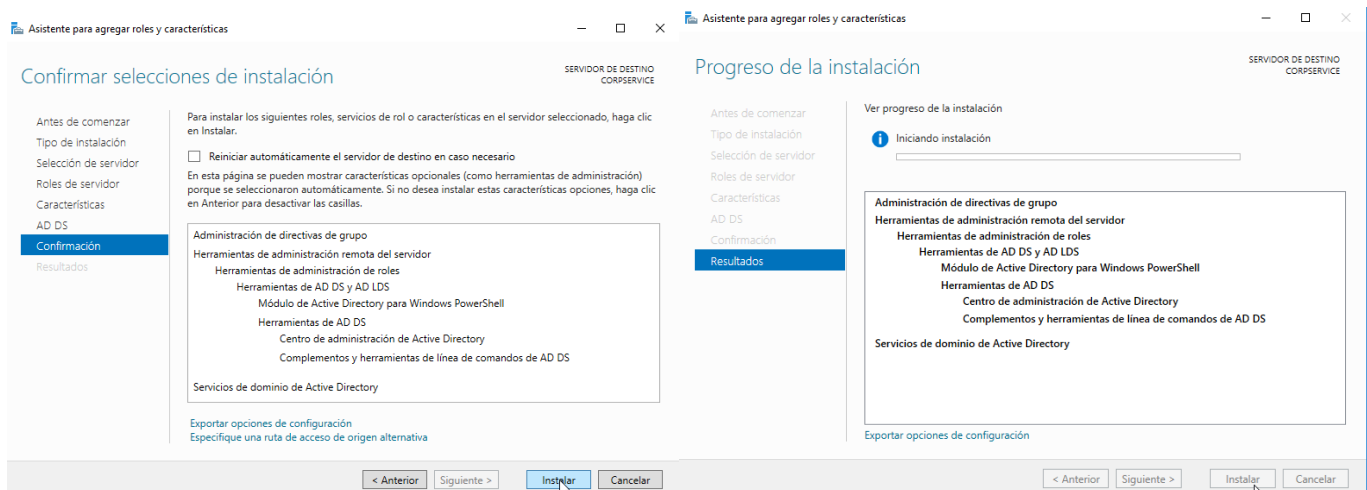 Asistente para agregar roles y características
Confirmar selecciones de instalación
SERVIDOR DE DESTINO
CORPSERVICE
Antes de comenzar
Tipo de instalación
Selección de servidor
Roles de servidor
Características
AD DS
Confirmación
Resultados
Para instalar los siguientes roles, servicios de rol o características en el servidor seleccionado, haga clic
en Instalar.
Reiniciar automáticamente el servidor de destino en caso necesario
En esta página se pueden mostrar características opcionales (como herramientas de administración)
porque se seleccionaron automáticamente. Si no desea instalar estas características opciones, haga clic
en Anterior para desactivar las casillas.
Administración de directivas de grupo
Herramientas de administración remota del servidor
Herramientas de administración de roles
Herramientas de AD DS y AD LDS
Módulo de Active Directory para Windows PowerShell
Herramientas de AD DS
Centro de administración de Active Directory
Complementos y herramientas de línea de comandos de AD DS
Servicios de dominio de Active Directory
Exportar opciones de configuración
Especifique una ruta de acceso de origen alternativa
< Anterior
Siguiente >
Instalar
Cancelar
Asistente para agregar roles y características
Progreso de la instalación
SERVIDOR DE DESTINO
CORPSERVICE
Antes de comenzar
Tipo de instalación
Selección de servidor
Roles de servidor
Características
AD DS
Confirmación
Resultados
Ver progreso de la instalación
Iniciando instalación
Administración de directivas de grupo
Herramientas de administración remota del servidor
Herramientas de administración de roles
Herramientas de AD DS y AD LDS
Módulo de Active Directory para Windows PowerShell
Herramientas de AD DS
Centro de administración de Active Directory
Complementos y herramientas de línea de comandos de AD DS
Servicios de dominio de Active Directory
Exportar opciones de configuración
< Anterior
Siguiente >
Instalar
Cancelar